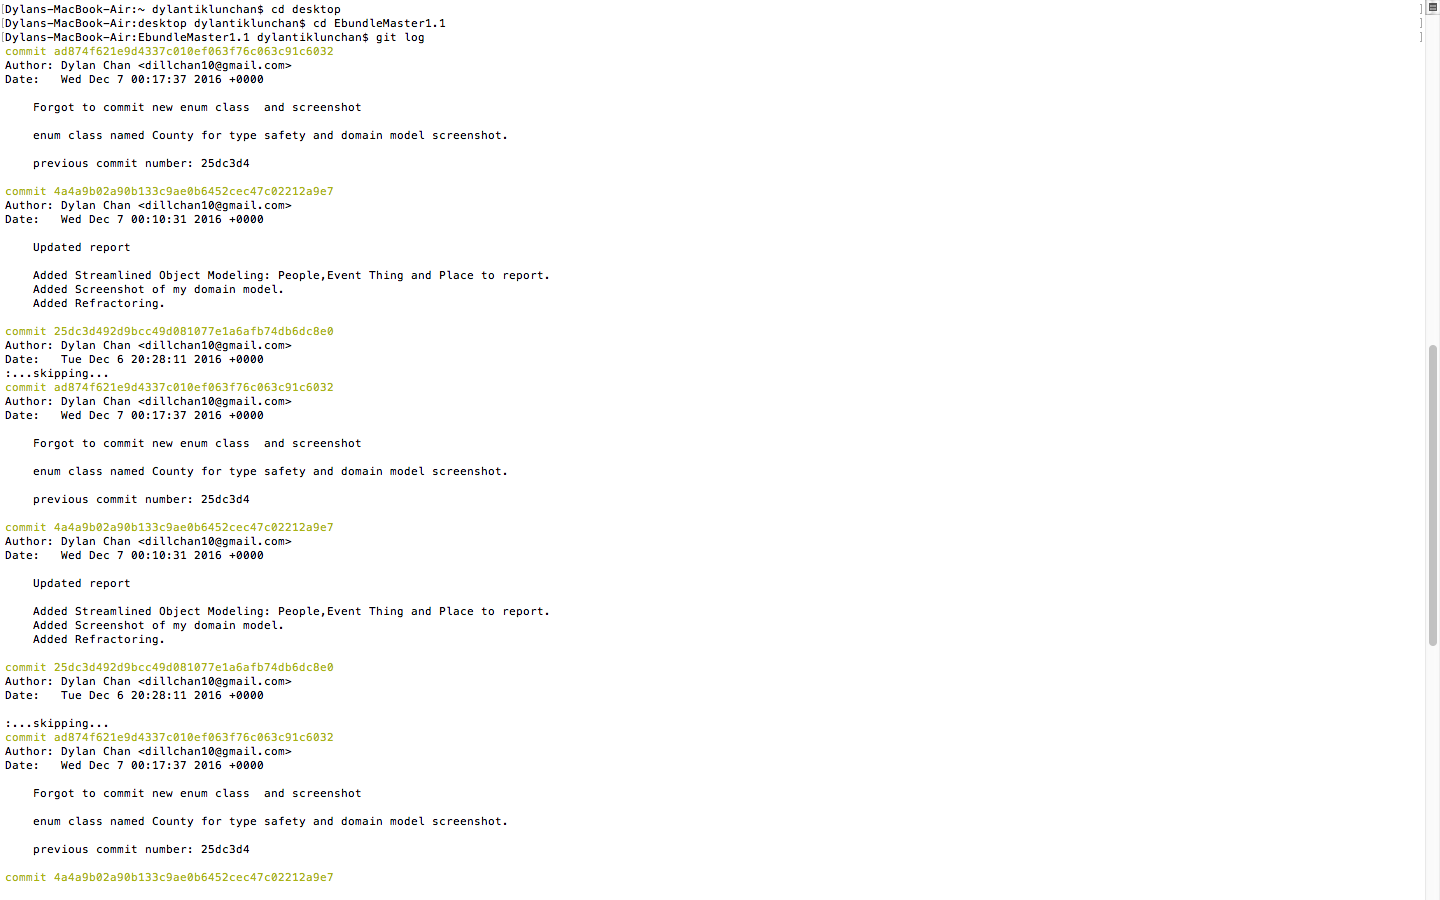 [Dylans-MacBook-Air:~ dylantiklunchan$ cd desktop ]
[Dylans-MacBook-Air:desktop dylantiklunchan$ cd EbundleMaster1.1 ]
[Dylans-MacBook-Air:EbundleMaster1.1 dylantiklunchan$ git log ]
commit ad874f621e9d4337c010ef063f76c063c91c6032
Author: Dylan Chan <dillchan10@gmail.com>
Date:   Wed Dec 7 00:17:37 2016 +0000
Forgot to commit new enum class  and screenshot
enum class named County for type safety and domain model screenshot.
previous commit number: 25dc3d4
commit 4a4a9b02a90b133c9ae0b6452cec47c02212a9e7
Author: Dylan Chan <dillchan10@gmail.com>
Date:   Wed Dec 7 00:10:31 2016 +0000
Updated report
Added Streamlined Object Modeling: People,Event Thing and Place to report.
Added Screenshot of my domain model.
Added Refractoring.
commit 25dc3d492d9bcc49d081077e1a6afb74db6dc8e0
Author: Dylan Chan <dillchan10@gmail.com>
Date:   Tue Dec 6 20:28:11 2016 +0000
:...skipping...
commit ad874f621e9d4337c010ef063f76c063c91c6032
Author: Dylan Chan <dillchan10@gmail.com>
Date:   Wed Dec 7 00:17:37 2016 +0000
Forgot to commit new enum class  and screenshot
enum class named County for type safety and domain model screenshot.
previous commit number: 25dc3d4
commit 4a4a9b02a90b133c9ae0b6452cec47c02212a9e7
Author: Dylan Chan <dillchan10@gmail.com>
Date:   Wed Dec 7 00:10:31 2016 +0000
Updated report
Added Streamlined Object Modeling: People,Event Thing and Place to report.
Added Screenshot of my domain model.
Added Refractoring.
commit 25dc3d492d9bcc49d081077e1a6afb74db6dc8e0
Author: Dylan Chan <dillchan10@gmail.com>
Date:   Tue Dec 6 20:28:11 2016 +0000
:...skipping...
commit ad874f621e9d4337c010ef063f76c063c91c6032
Author: Dylan Chan <dillchan10@gmail.com>
Date:   Wed Dec 7 00:17:37 2016 +0000
Forgot to commit new enum class  and screenshot
enum class named County for type safety and domain model screenshot.
previous commit number: 25dc3d4
commit 4a4a9b02a90b133c9ae0b6452cec47c02212a9e7